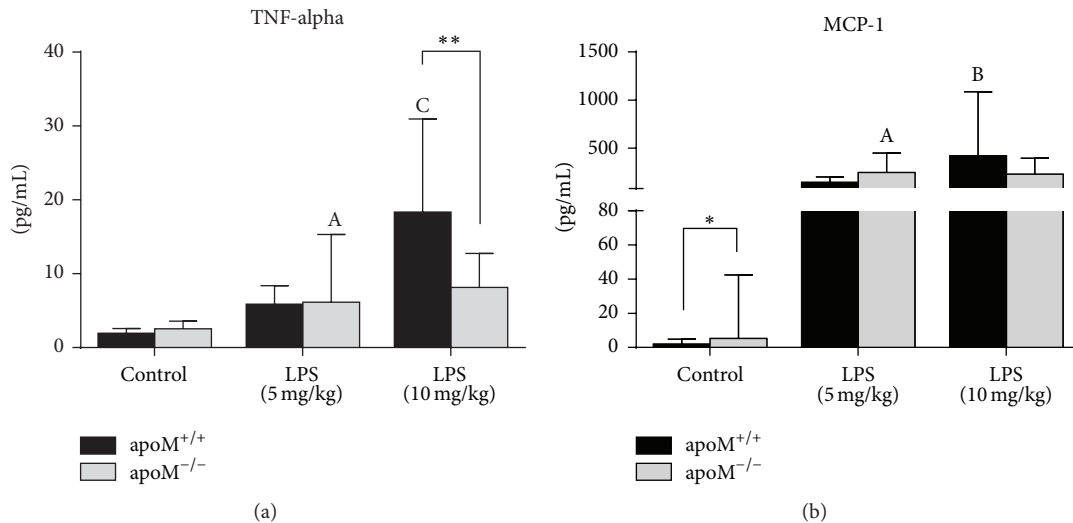 TNF-alpha
40
30
20
10
0
(pg/mL)
**
C
A
Control
LPS
(5 mg/kg)
LPS
(10 mg/kg)
apoM+/+
apoM−/−
(a)
MCP-1
1500
1000
500
80
60
40
20
0
(pg/mL)
*
A
B
Control
LPS
(5 mg/kg)
LPS
(10 mg/kg)
apoM+/+
apoM−/−
(b)